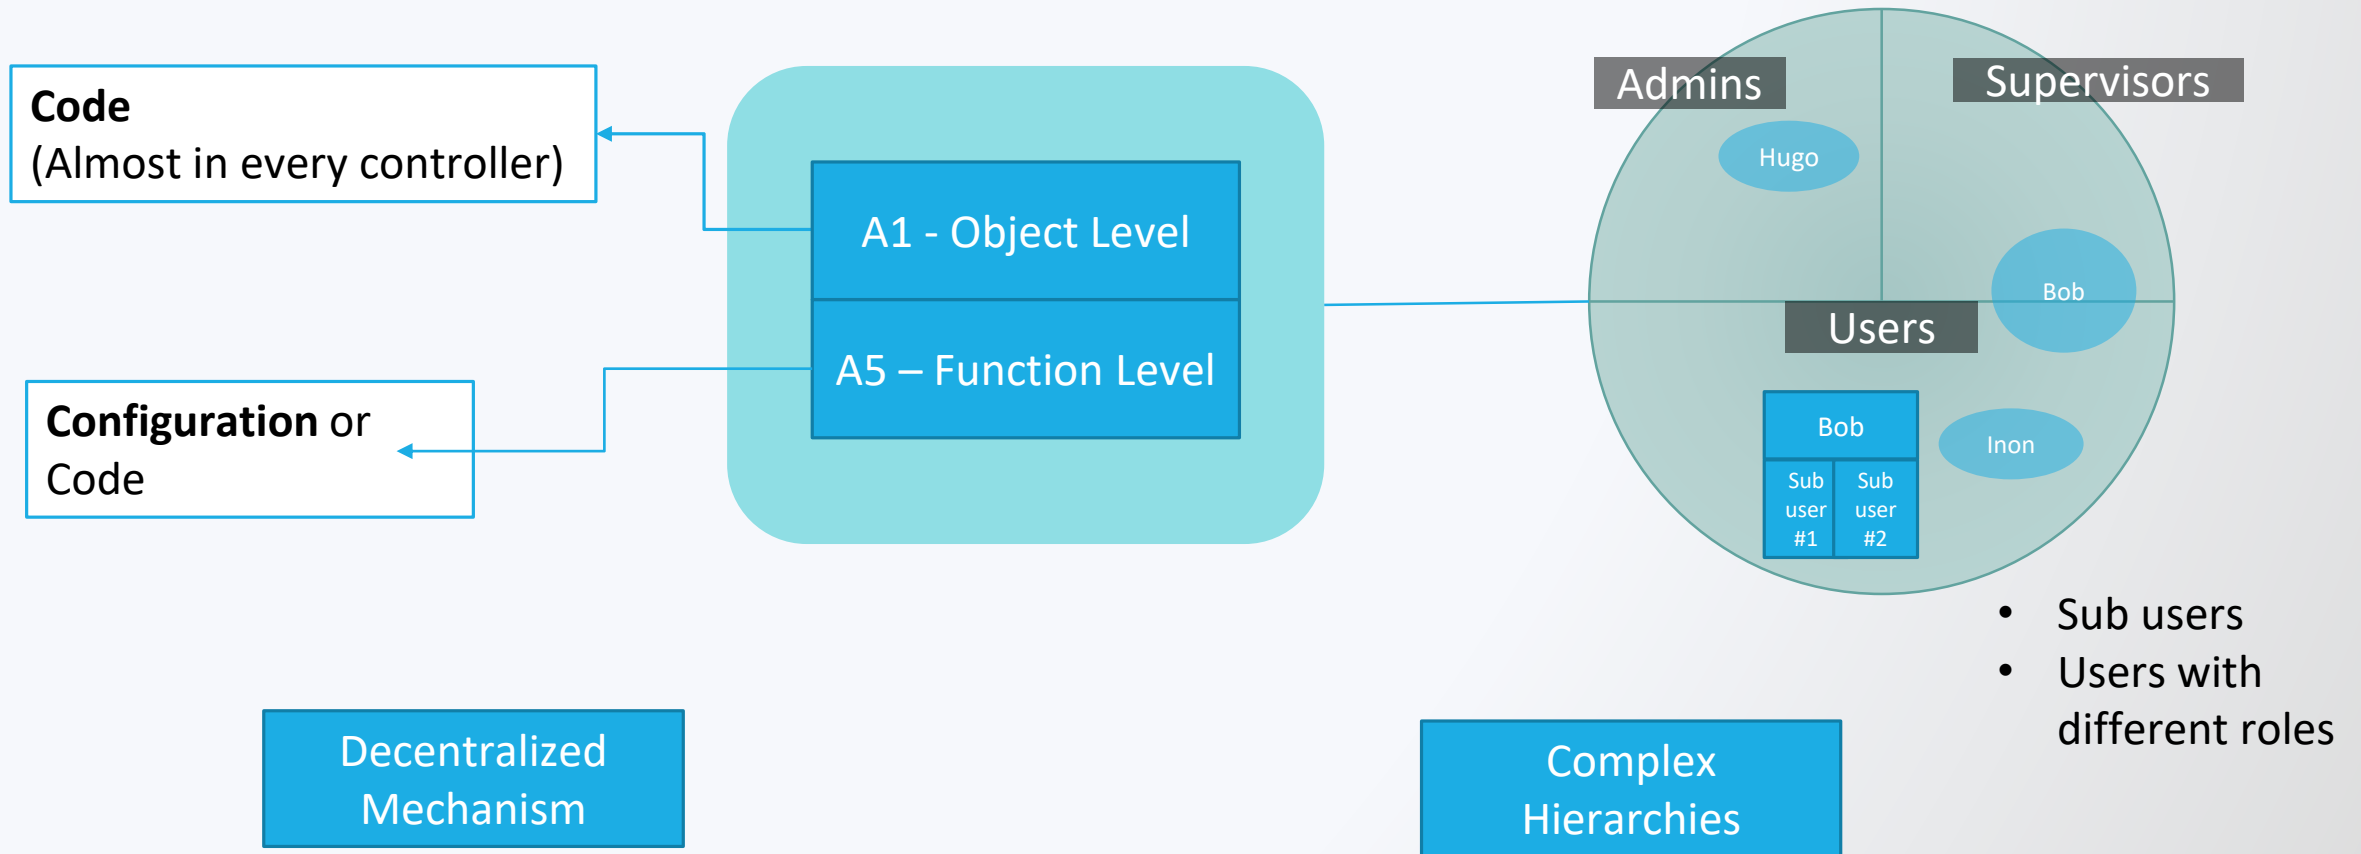 Code
(Almost in every controller)
Configuration or
Code
A1 - Object Level
A5 – Function Level
Admins
Supervisors
Hugo
Bob
Users
Bob
Sub
user
#1
Sub
user
#2
Inon
• Sub users
• Users with
different roles
Decentralized
Mechanism
Complex
Hierarchies